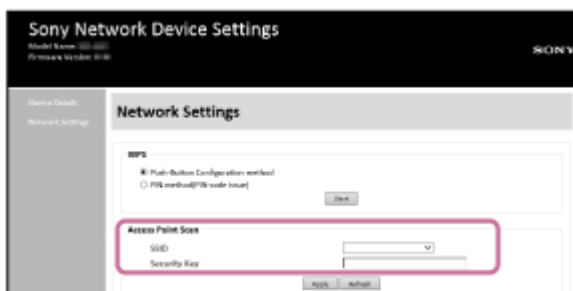 Sony Network Device Settings
Model Name:
Firmware Version:
SONY
Device Details
Network Settings
Network Settings
WPS
Push-Button Configuration method
PIN method(PIN code issue)
Start
Access Point Scan
SSID
Security Key
Apply Refresh